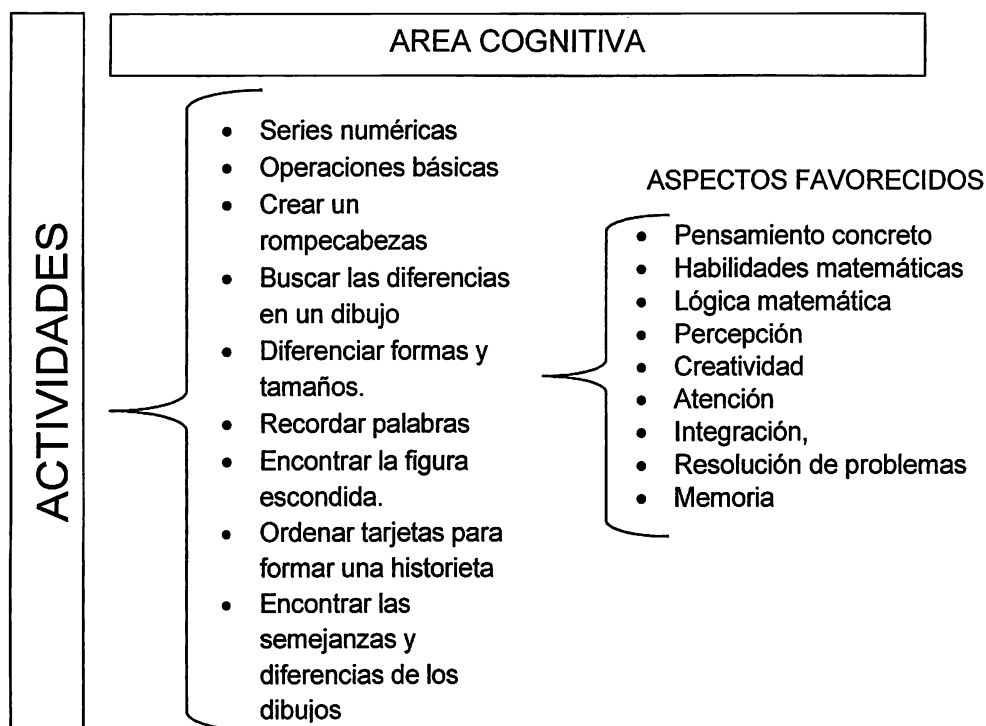 AREA COGNITIVA
ACTIVIDADES
• Series numéricas
• Operaciones básicas
• Crear un
rompecabezas
• Buscar las diferencias
en un dibujo
• Diferenciar formas y
tamaños.
• Recordar palabras
• Encontrar la figura
escondida.
• Ordenar tarjetas para
formar una historieta
• Encontrar las
semejanzas y
diferencias de los
dibujos
ASPECTOS FAVORECIDOS
• Pensamiento concreto
• Habilidades matemáticas
• Lógica matemática
• Percepción
• Creatividad
• Atención
• Integración,
• Resolución de problemas
• Memoria